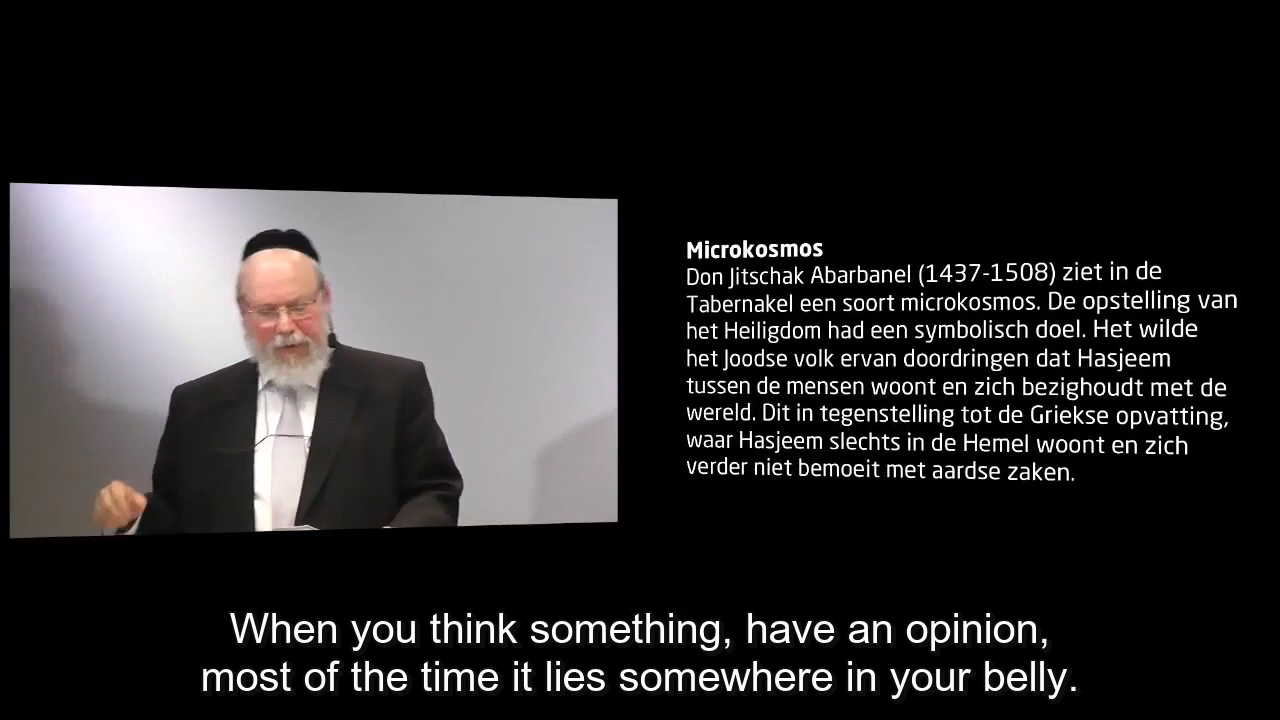 Microkosmos
Don Jitschak Abarbanel (1437-1508) ziet in de
Tabernakel een soort microkosmos. De opstelling van
het Heiligdom had een symbolisch doel. Het wilde
het Joodse volk ervan doordringen dat Hasjeem
tussen de mensen woont en zich bezighoudt met de
wereld. Dit in tegenstelling tot de Griekse opvatting,
waar Hasjeem slechts in de Hemel woont en zich
verder niet bemoeit met aardse zaken.
When you think something, have an opinion,
most of the time it lies somewhere in your belly.